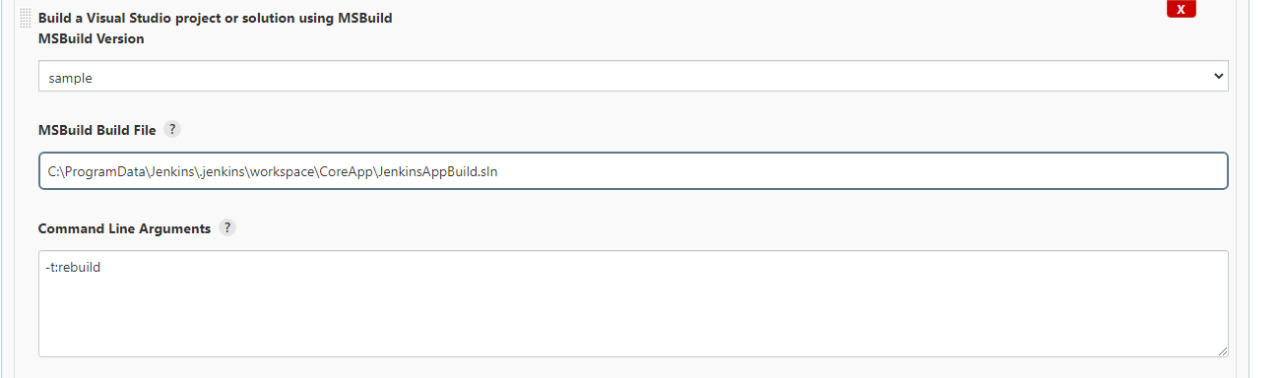 Build a Visual Studio project or solution using MSBuild
X
MSBuild Version
sample
MSBuild Build File ?
C:\ProgramData\Jenkins\.jenkins\workspace\CoreApp\JenkinsAppBuild.sln
Command Line Arguments ?
-t:rebuild